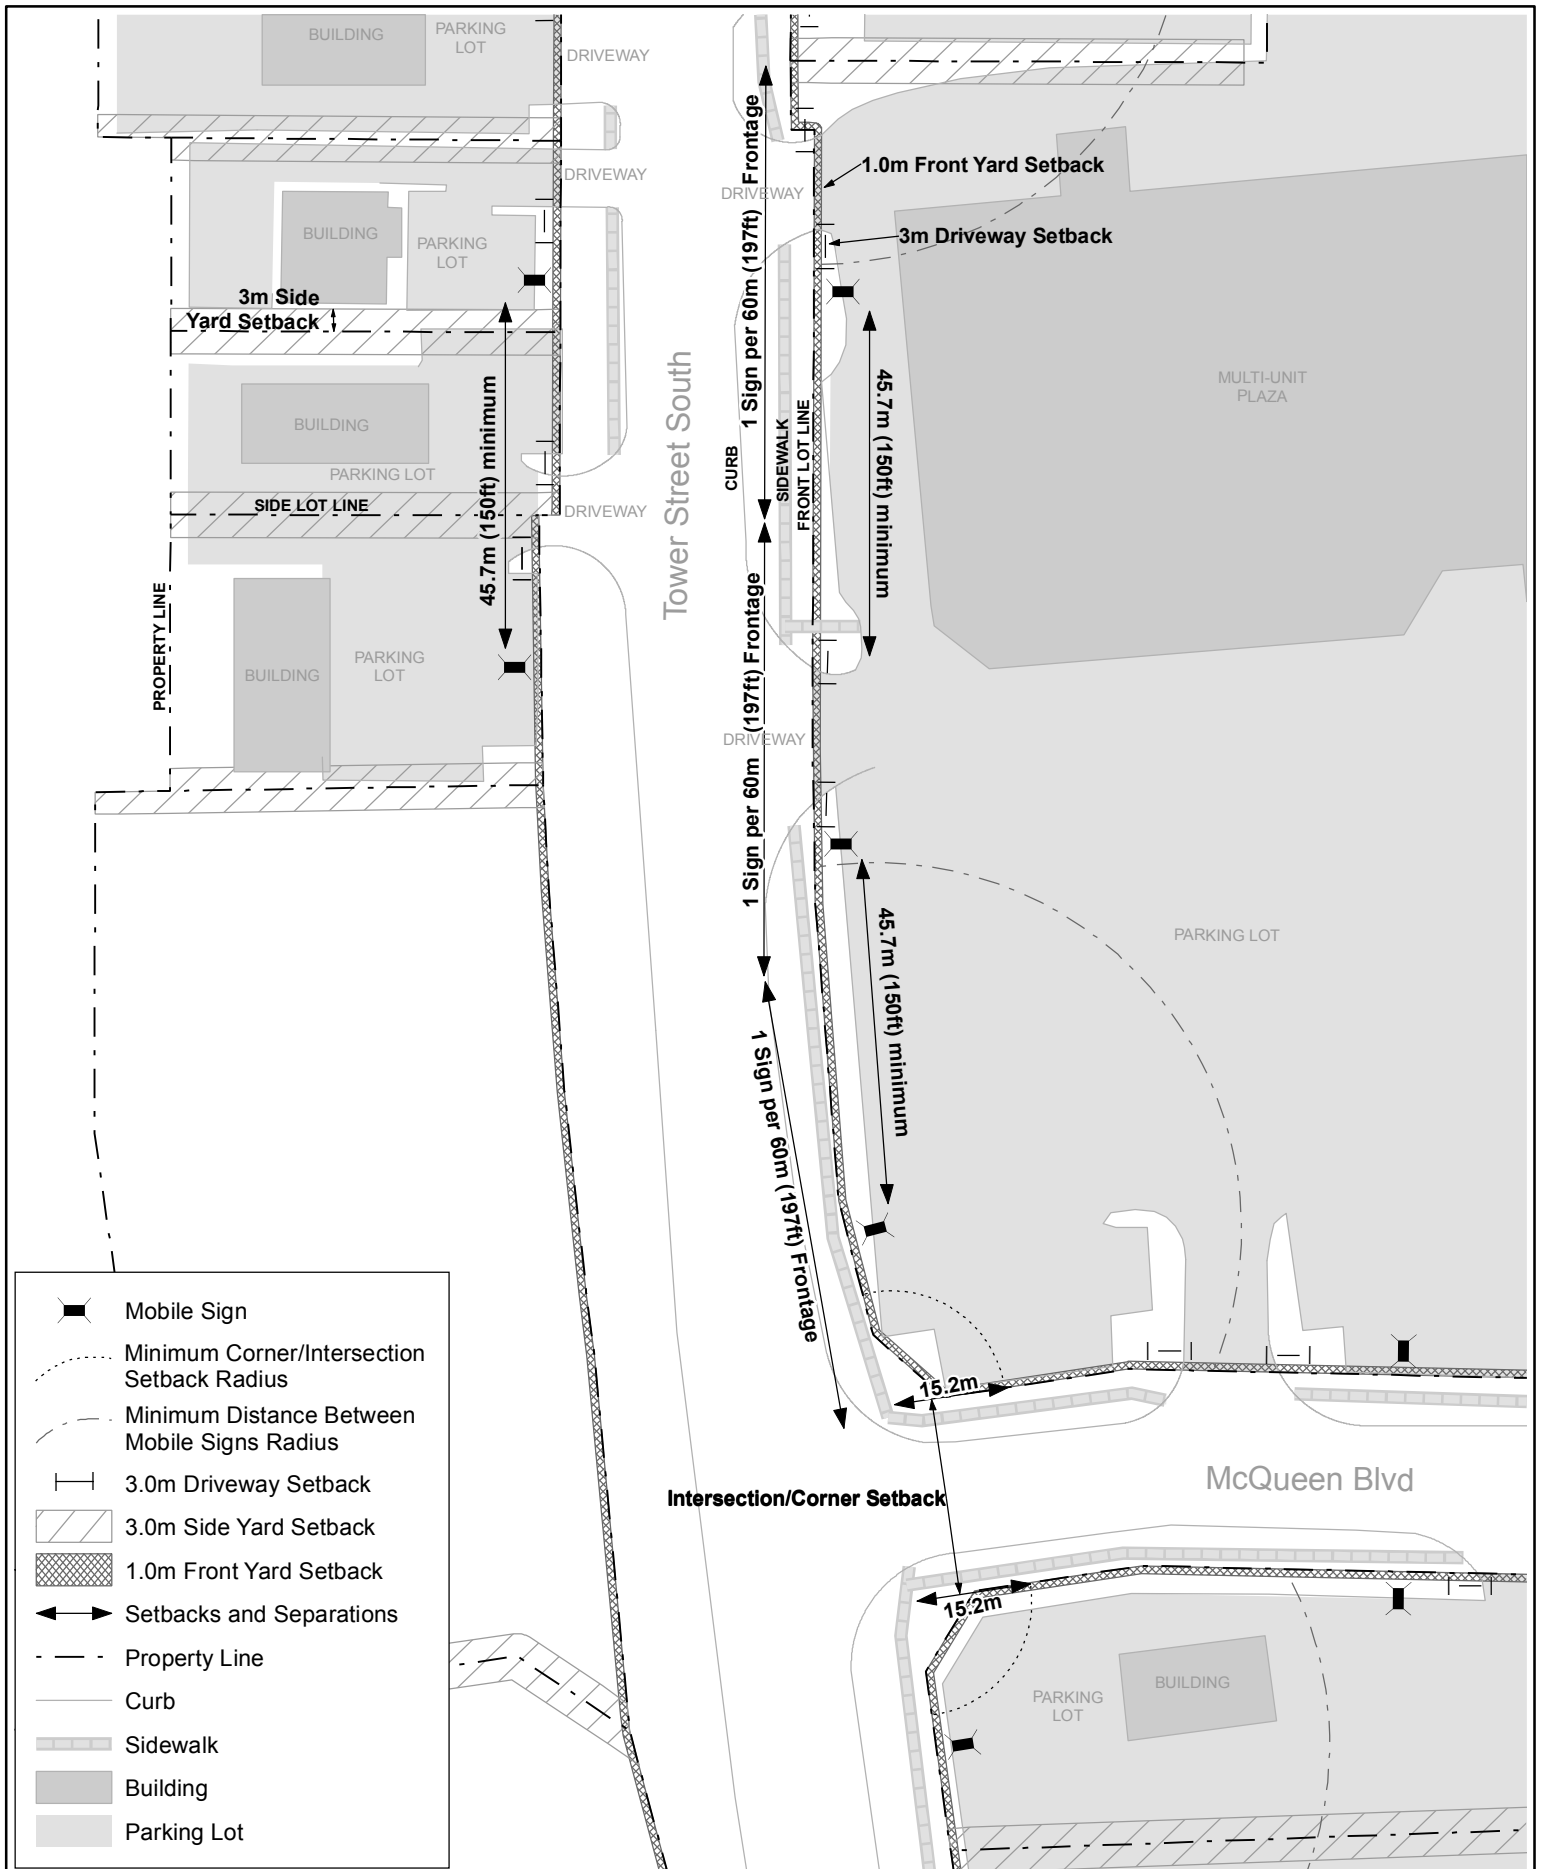 BUILDING
PARKING
LOT
DRIVEWAY
DRIVEWAY
DRIVEWAY
1.0m Front Yard Setback
3m Driveway Setback
BUILDING
PARKING
LOT
3m Side
Yard Setback
1 Sign per 60m (197ft) Frontage
45.7m (150ft) minimum
45.7m (150ft) minimum
MULTI-UNIT
PLAZA
BUILDING
PARKING LOT
SIDE LOT LINE
DRIVEWAY
Tower Street South
CURB
SIDEWALK
FRONT LOT LINE
PROPERTY LINE
BUILDING
PARKING
LOT
1 Sign per 60m (197ft) Frontage
DRIVEWAY
45.7m (150ft) minimum
PARKING LOT
1 Sign per 60m (197ft) Frontage
15.2m
Intersection/Corner Setback
McQueen Blvd
15.2m
PARKING
LOT
BUILDING
Mobile Sign
Minimum Corner/Intersection
Setback Radius
Minimum Distance Between
Mobile Signs Radius
3.0m Driveway Setback
3.0m Side Yard Setback
1.0m Front Yard Setback
Setbacks and Separations
Property Line
Curb
Sidewalk
Building
Parking Lot